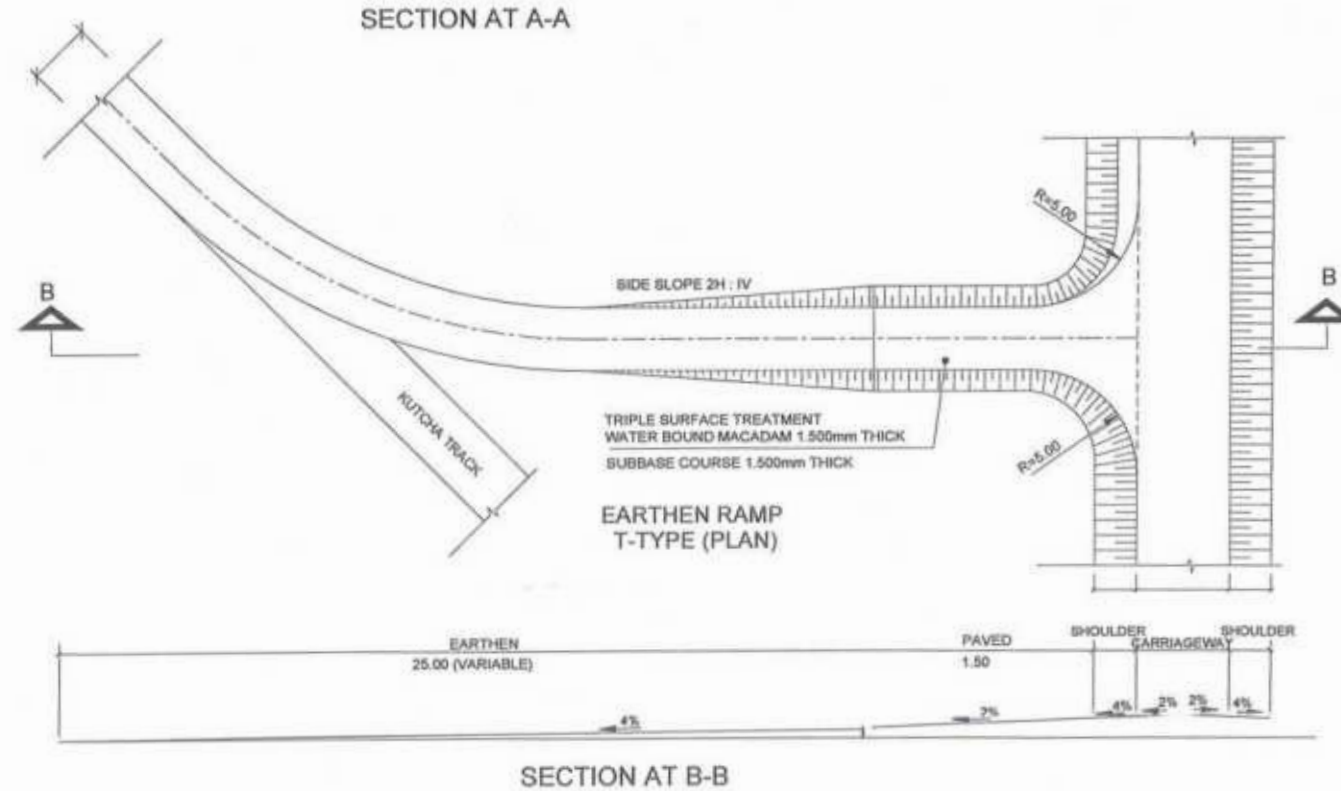 SECTION AT A-A
R=5.00
B
B
SIDE SLOPE 2H : IV
KUTCHA TRACK
TRIPLE SURFACE TREATMENT
WATER BOUND MACADAM 1.500mm THICK
SUBBASE COURSE 1.500mm THICK
R=5.00
EARTHEN RAMP
T-TYPE (PLAN)
EARTHEN
PAVED
SHOULDER
CARRIAGEWAY
SHOULDER
25.00 (VARIABLE)
1.50
4%
2%
4%
2%
2%
4%
SECTION AT B-B